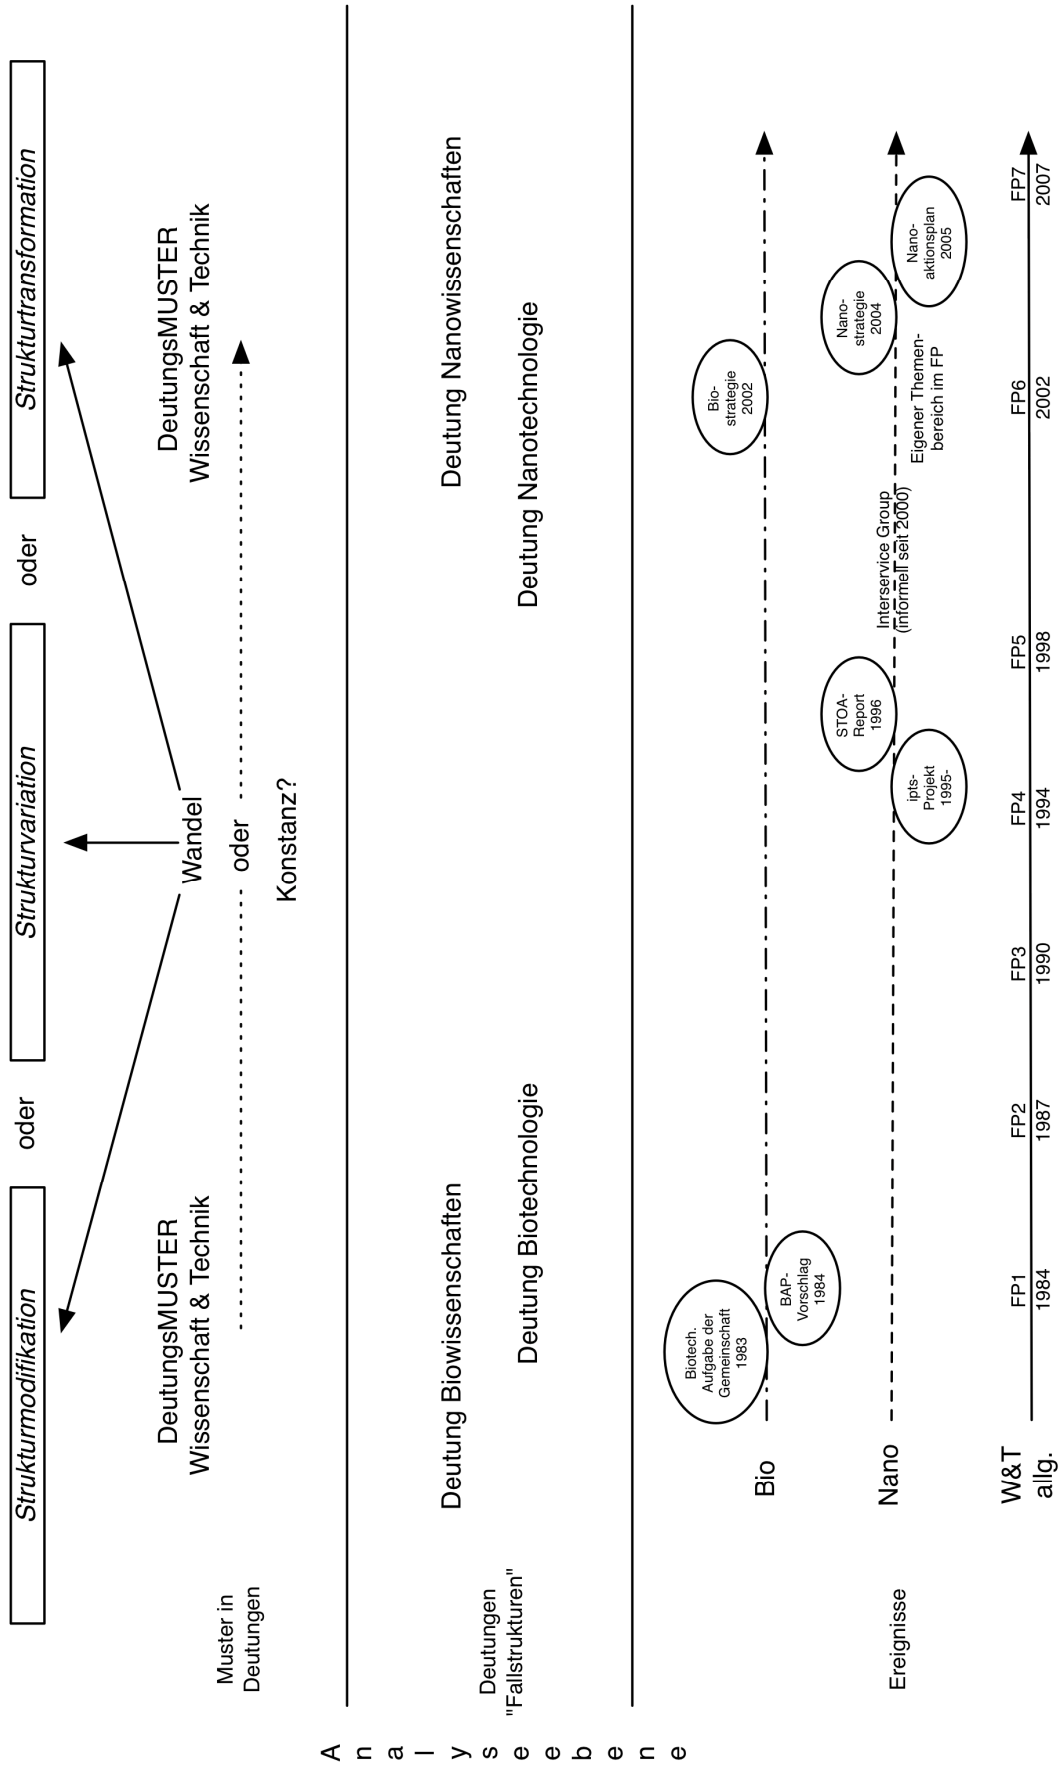 Strukturmodifikation
oder
Strukturvariation
oder
Strukturtransformation
Muster in
Deutungen
DeutungsMUSTER
Wissenschaft & Technik
Wandel
oder
Konstanz?
DeutungsMUSTER
Wissenschaft & Technik
Analyseebene
Deutungen
"Fallstrukturen"
Deutung Biowissenschaften
Deutung Biotechnologie
Deutung Nanowissenschaften
Deutung Nanotechnologie
Ereignisse
Bio
Biotech.
Aufgabe der
Gemeinschaft
1983
BAP-
Vorschlag
1984
Bio-
strategie
2002
Nano
ipts-
Projekt
1995-
STOA-
Report
1996
Interservice Group
(informell seit 2000)
Eigener Themen-
bereich im FP
Nano-
strategie
2004
Nano-
aktionsplan
2005
W&T
allg.
FP1
1984
FP2
1987
FP3
1990
FP4
1994
FP5
1998
FP6
2002
FP7
2007